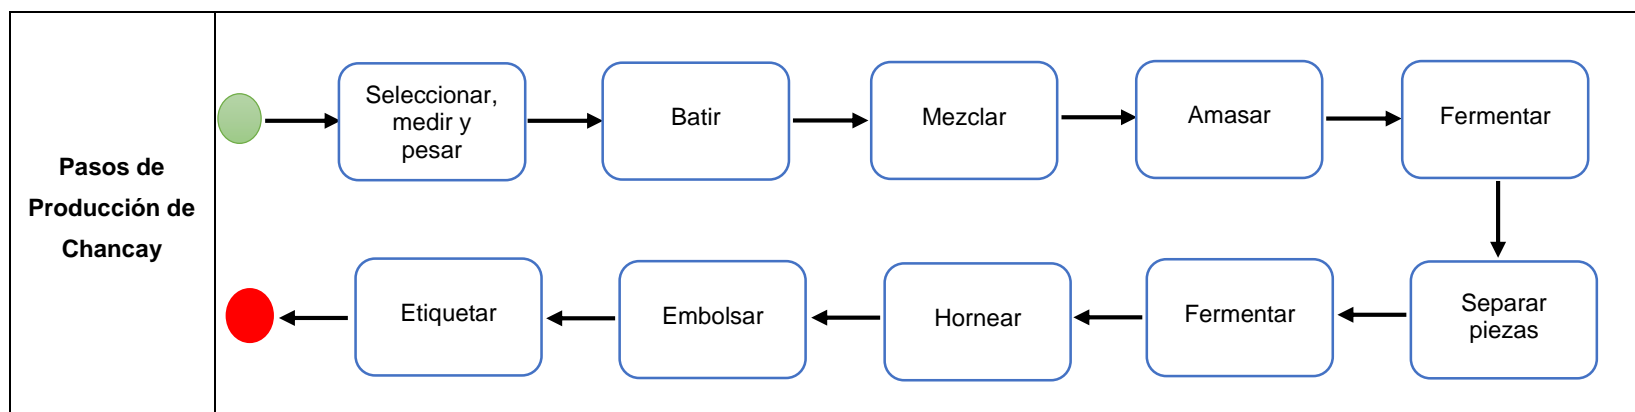 Pasos de
Producción de
Chancay
Seleccionar,
medir y
pesar
Batir
Mezclar
Amasar
Fermentar
Separar
piezas
Fermentar
Hornear
Embolsar
Etiquetar